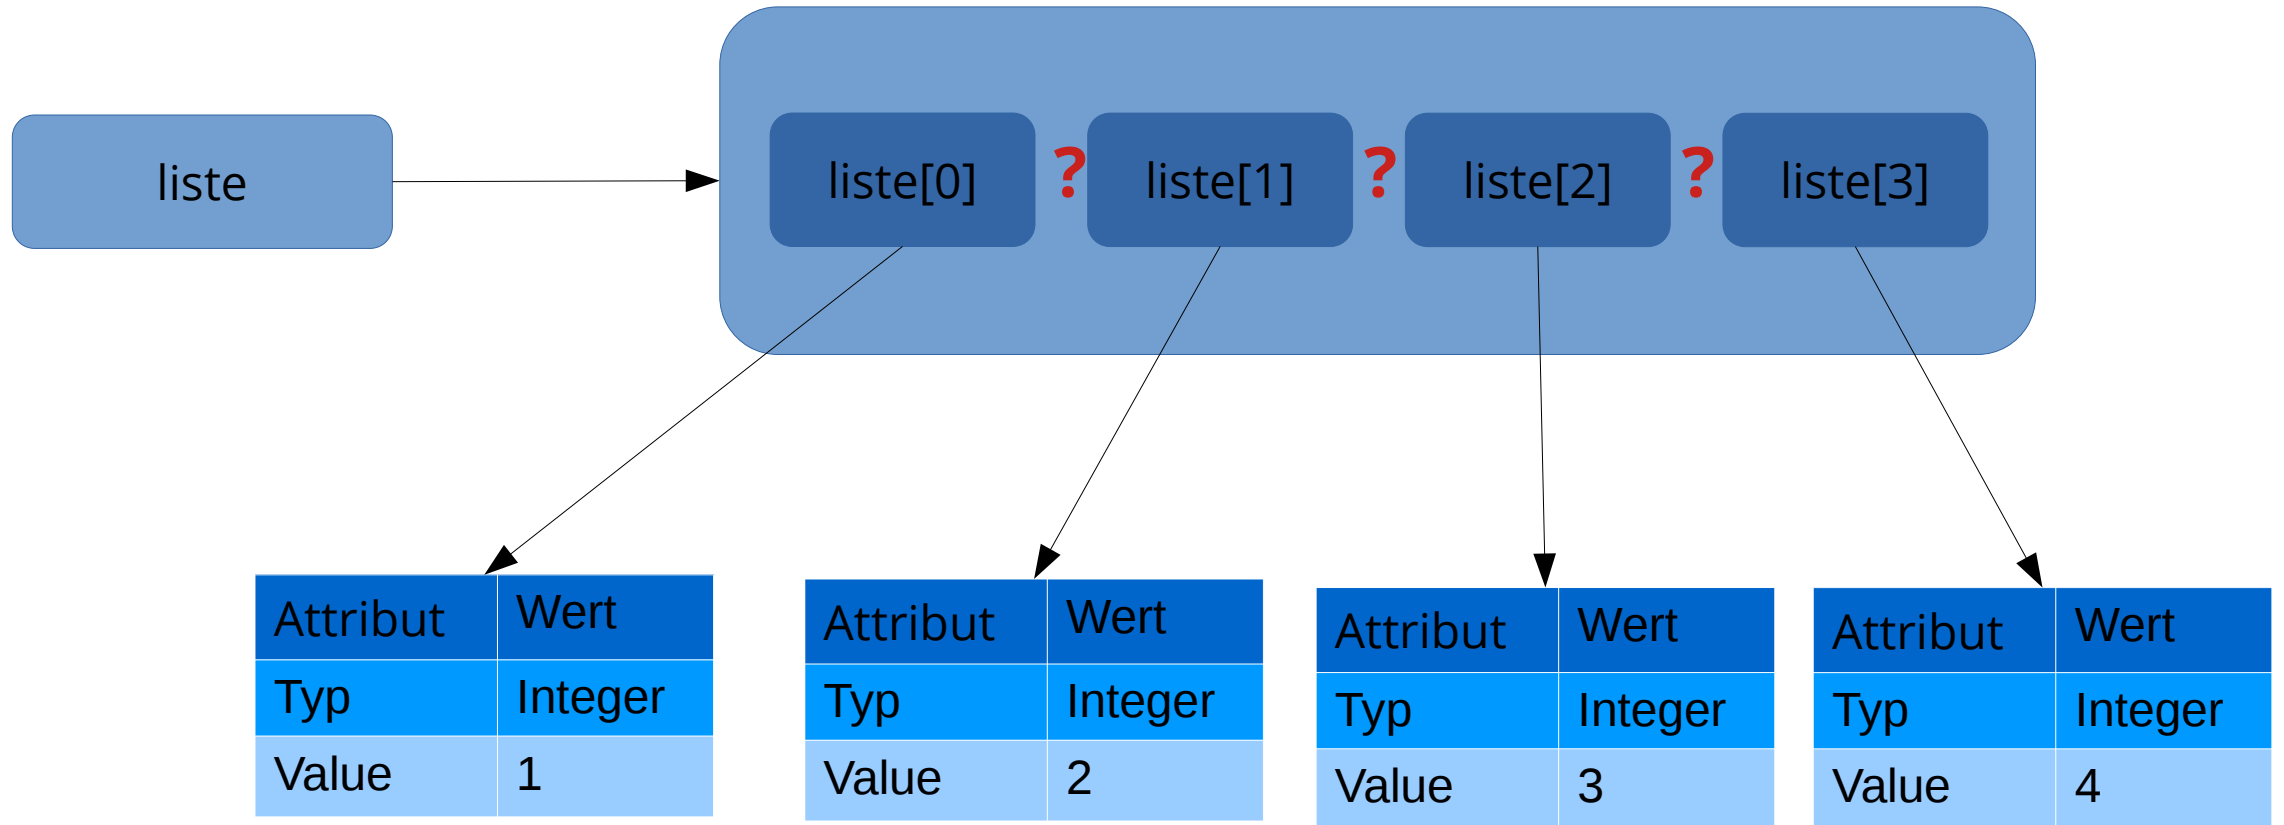 liste
liste[0] ? liste[1] ? liste[2] ? liste[3]
Attribut Wert
Typ Integer
Value 1
Attribut Wert
Typ Integer
Value 2
Attribut Wert
Typ Integer
Value 3
Attribut Wert
Typ Integer
Value 4